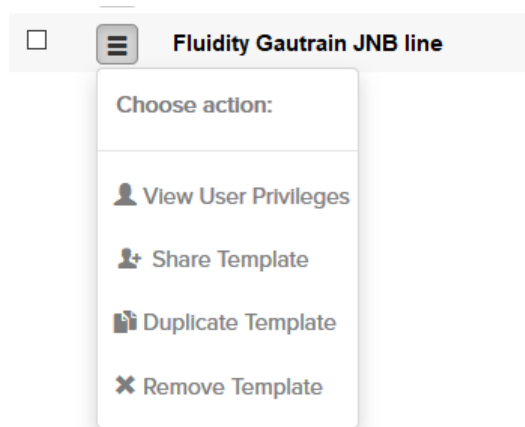 Fluidity Gautrain JNB line
Choose action:
View User Privileges
Share Template
Duplicate Template
Remove Template